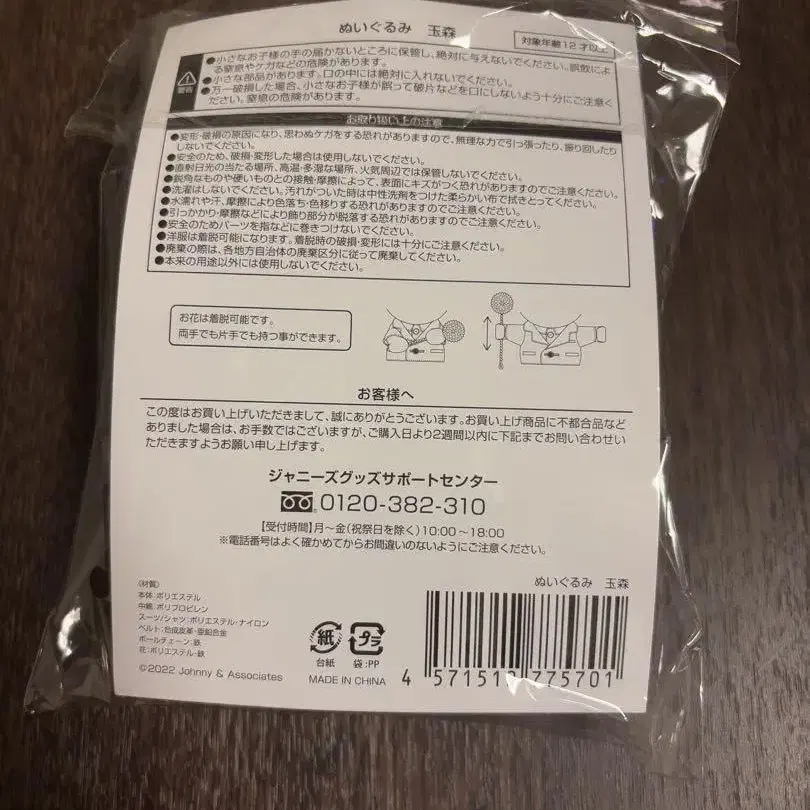 ぬいぐるみ 玉森
対象年齢12才以上
警告
●小さなお子様の手の届かないところに保管し、絶対に与えないでください。誤飲によ
る窒息やケガなどの危険があります。
●小さな部品があります。口の中には絶対に入れないでください。
●万一破損した場合、小さなお子様が誤って破片などを口にしないよう十分にご注意く
ださい。窒息の危険があります。
お取り扱い上の注意
●変形・破損の原因になり、思わぬケガをする恐れがありますので、無理な力で引っ張ったり、振り回したり
しないでください。
●安全のため、破損・変形した場合は使用しないでください。
●直射日光の当たる場所、高温・多湿な場所、火気周辺では保管しないでください。
●鋭角なものや硬いものとの接触・摩擦によって、表面にキズがつく恐れがありますのでご注意ください。
●洗濯はしないでください。汚れがついた時は中性洗剤をつけた柔らかい布で拭きとってください。
●水濡れや汗、摩擦により色落ち・色移りする恐れがありますのでご注意ください。
●引っかかり・摩擦などにより飾り部分が脱落する恐れがありますのでご注意ください。
●安全のためパーツを指などに巻きつけないでください。
●洋服は着脱可能になります。着脱時の破損・変形には十分にご注意ください。
●廃棄の際は、各地方自治体の廃棄区分に従って廃棄してください。
●本来の用途以外には使用しないでください。
お花は着脱可能です。
両手でも片手でも持つ事ができます。
お客様へ
この度はお買い上げいただきまして、誠にありがとうございます。お買い上げ商品に不都合品など
ありました場合は、お手数ではございますが、ご購入日より2週間以内に下記までお問い合わせい
ただきますようお願い申し上げます。
ジャニーズグッズサポートセンター
0120-382-310
【受付時間】月〜金(祝祭日を除く)10:00〜18:00
※電話番号はよく確かめてからお間違いのないようにご注意ください。
ぬいぐるみ 玉森
《材質》
本体:ポリエステル
中綿:ポリプロピレン
スーツ/シャツ:ポリエステル・ナイロン
ベルト:合成皮革・亜鉛合金
ボールチェーン:鉄
花:ポリエステル・鉄
©2022 Johnny & Associates
紙
台紙
プラ
袋:PP
MADE IN CHINA
4 571519 775701